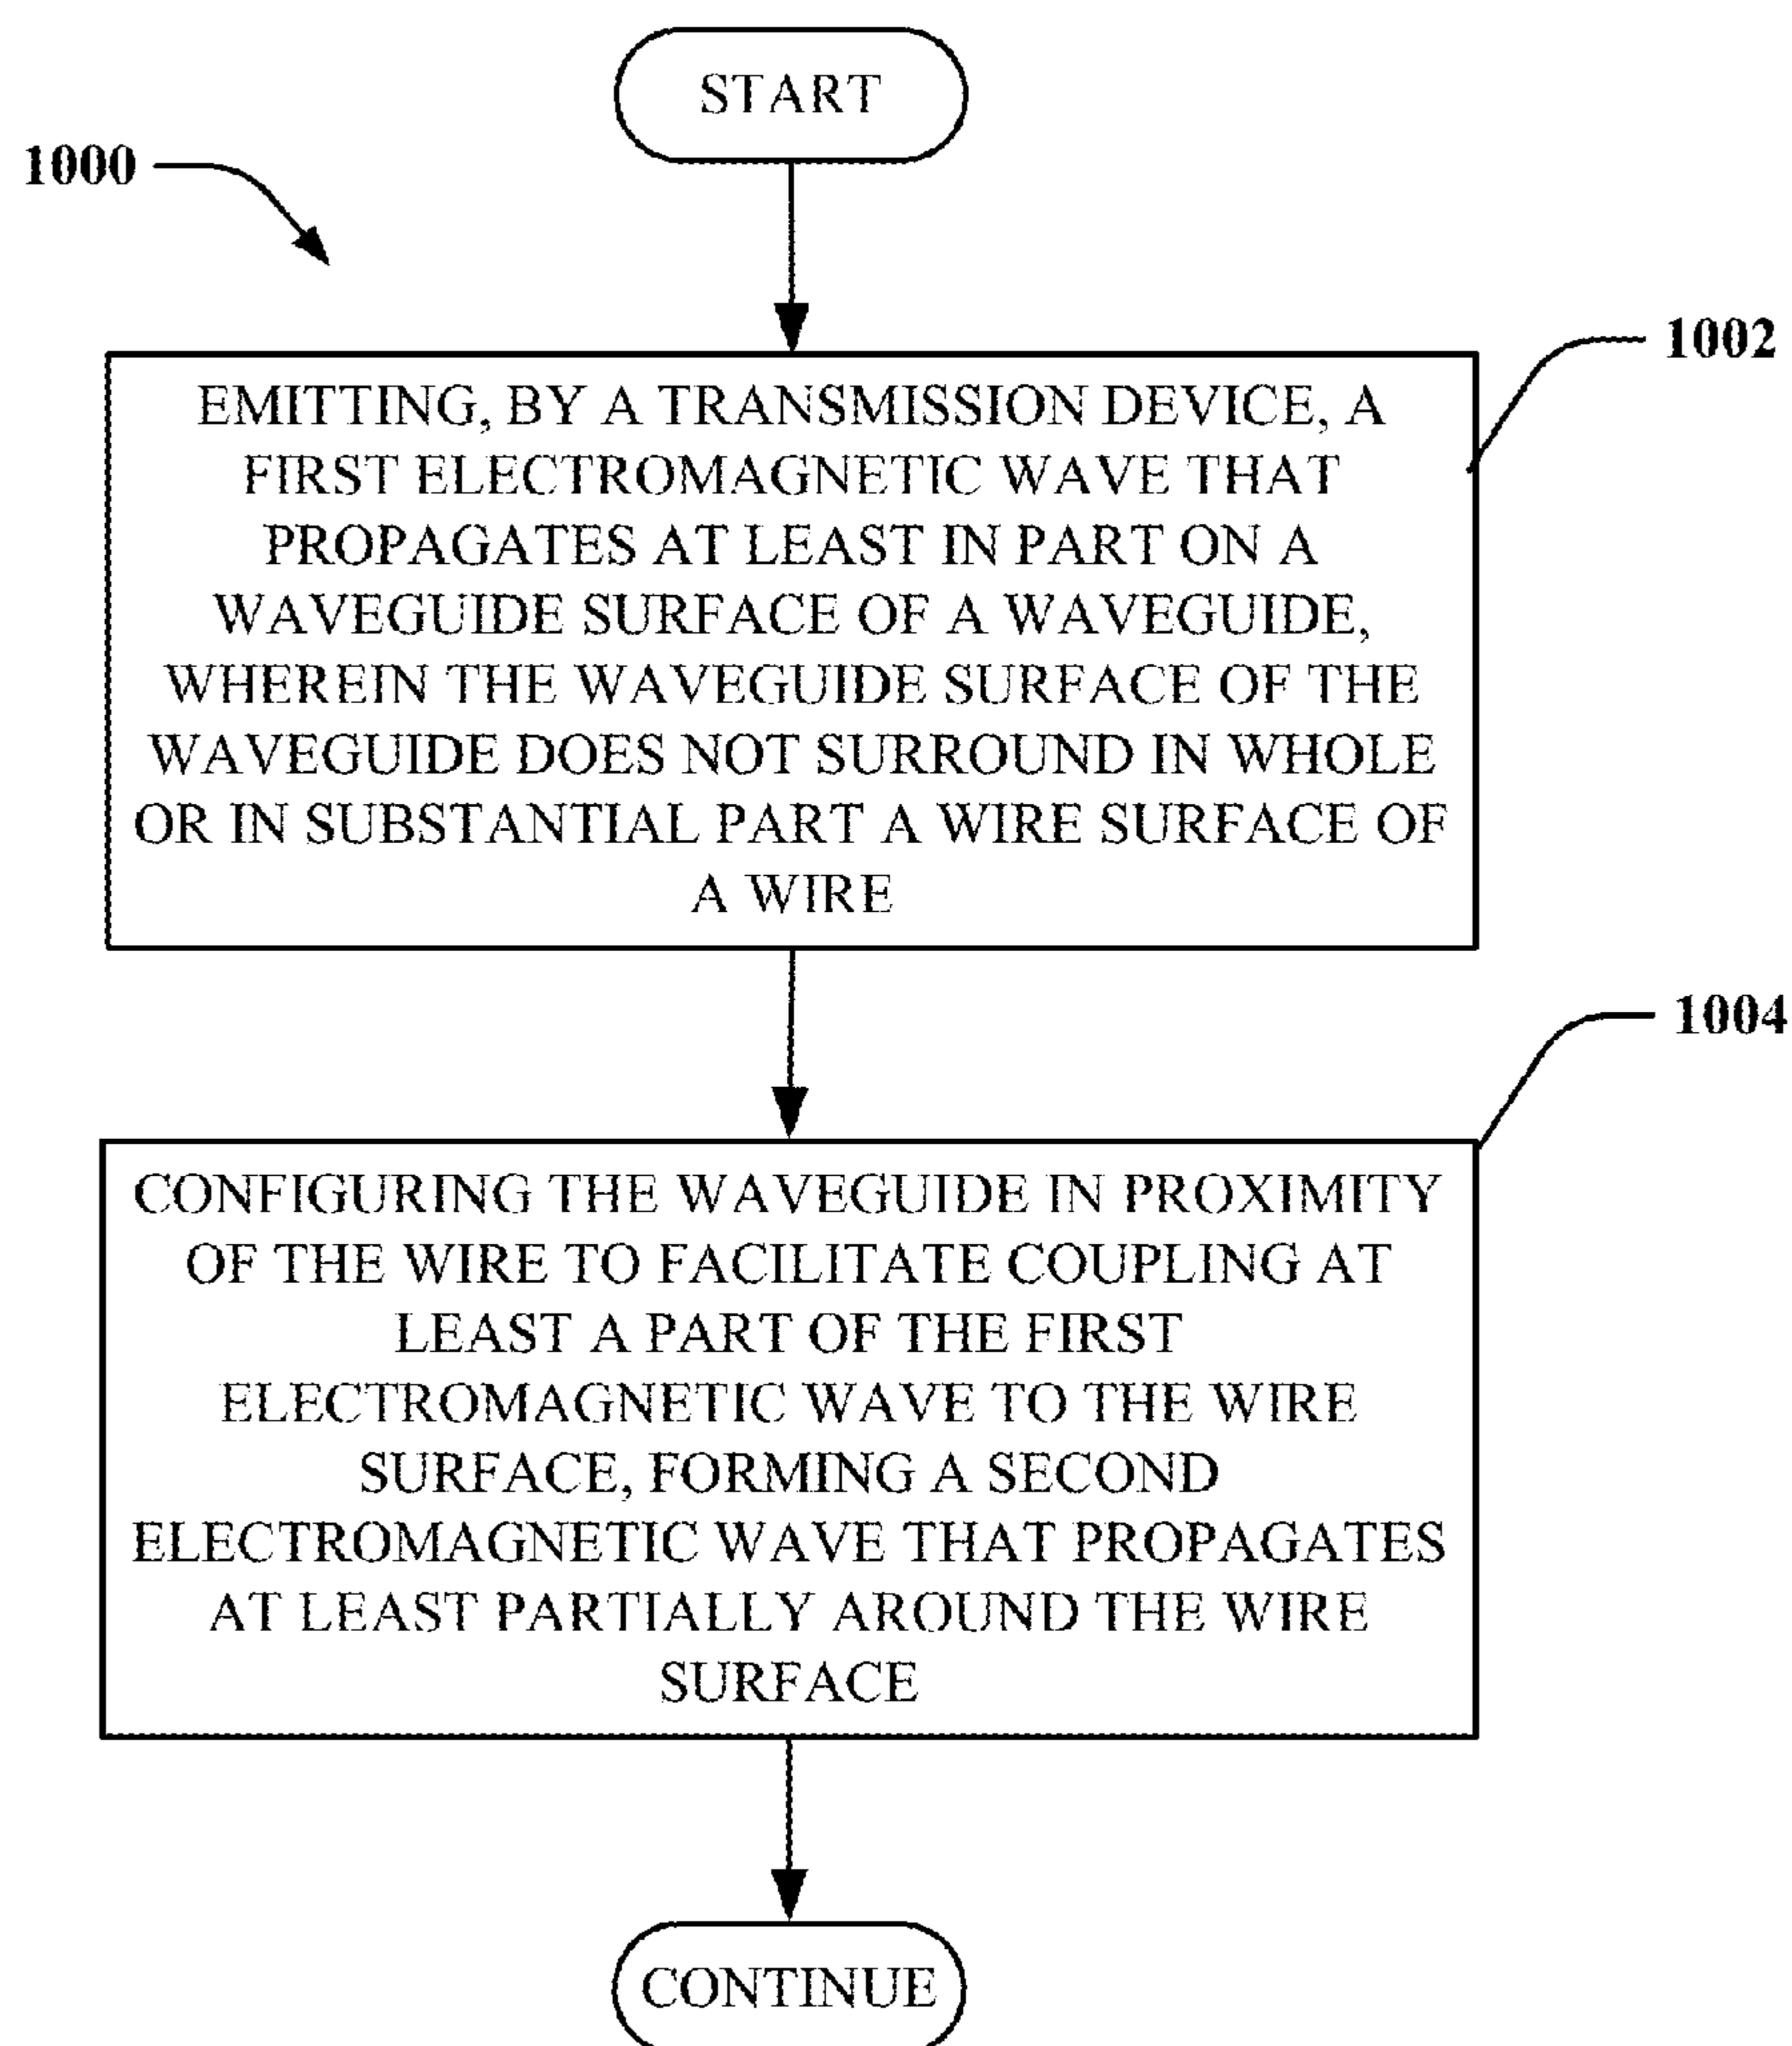 START
1000
1002
EMITTING, BY A TRANSMISSION DEVICE, A
FIRST ELECTROMAGNETIC WAVE THAT
PROPAGATES AT LEAST IN PART ON A
WAVEGUIDE SURFACE OF A WAVEGUIDE,
WHEREIN THE WAVEGUIDE SURFACE OF THE
WAVEGUIDE DOES NOT SURROUND IN WHOLE
OR IN SUBSTANTIAL PART A WIRE SURFACE OF
A WIRE
1004
CONFIGURING THE WAVEGUIDE IN PROXIMITY
OF THE WIRE TO FACILITATE COUPLING AT
LEAST A PART OF THE FIRST
ELECTROMAGNETIC WAVE TO THE WIRE
SURFACE, FORMING A SECOND
ELECTROMAGNETIC WAVE THAT PROPAGATES
AT LEAST PARTIALLY AROUND THE WIRE
SURFACE
CONTINUE